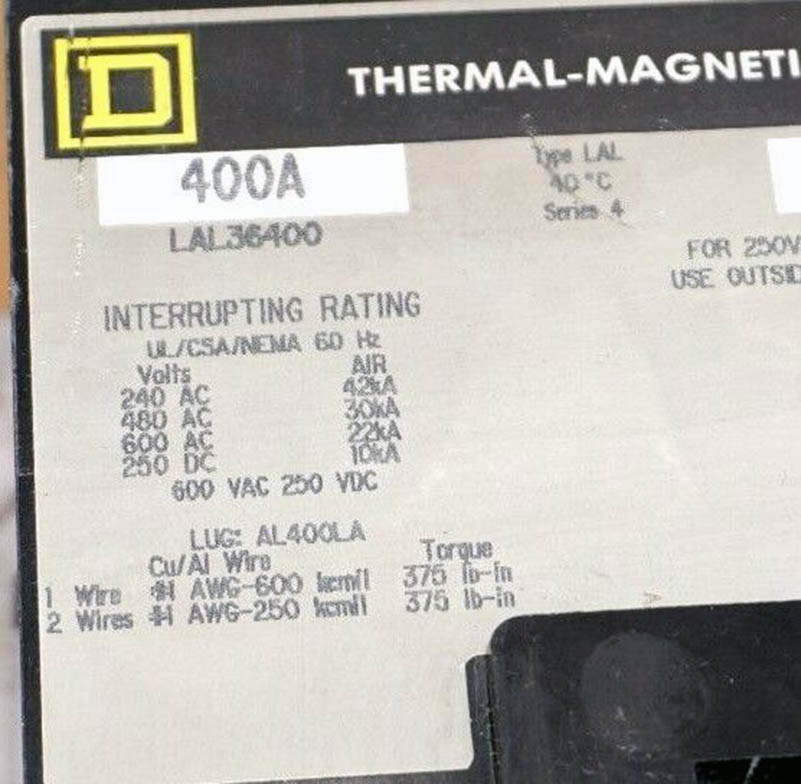 D
THERMAL-MAGNETI
400A
LAL36400
Type LAL
40°C
Series 4
FOR 250V
USE OUTSID
INTERRUPTING RATING
UL/CSA/NEMA 60 Hz
Volts AIR
240 AC 42kA
480 AC 30kA
600 AC 22kA
250 DC 10kA
600 VAC 250 VDC
LUG: AL400LA
Cu/Al Wire Torque
1 Wire #1 AWG-600 kcmil 375 lb-in
2 Wires #1 AWG-250 kcmil 375 lb-in